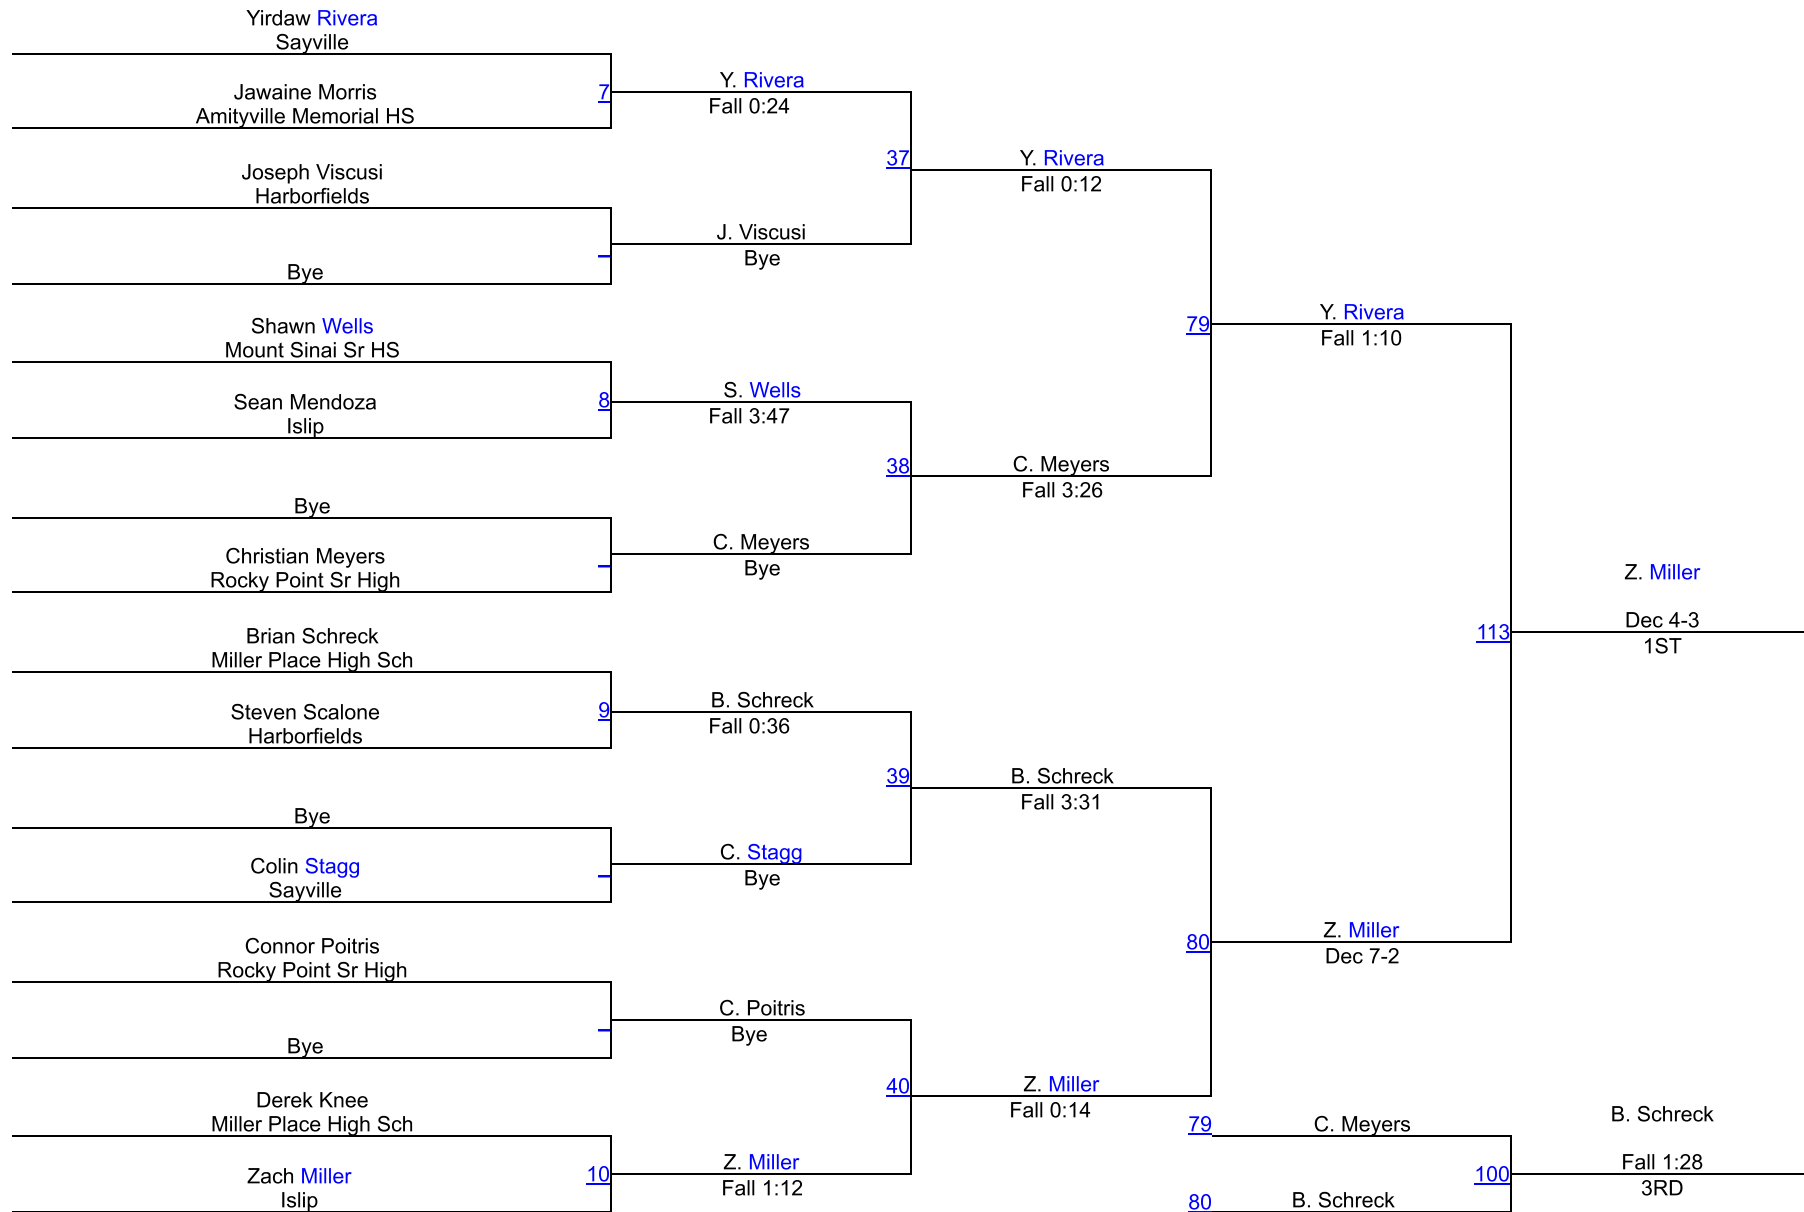 Yirdaw Rivera
Sayville
Jawaine Morris
Amityville Memorial HS
7
Y. Rivera
Fall 0:24
Joseph Viscusi
Harborfields
Bye
J. Viscusi
Bye
37
Y. Rivera
Fall 0:12
Shawn Wells
Mount Sinai Sr HS
Sean Mendoza
Islip
8
S. Wells
Fall 3:47
Bye
Christian Meyers
Rocky Point Sr High
C. Meyers
Bye
38
C. Meyers
Fall 3:26
79
Y. Rivera
Fall 1:10
Brian Schreck
Miller Place High Sch
Steven Scalone
Harborfields
9
B. Schreck
Fall 0:36
Bye
Colin Stagg
Sayville
C. Stagg
Bye
39
B. Schreck
Fall 3:31
Connor Poitris
Rocky Point Sr High
Bye
C. Poitris
Bye
Derek Knee
Miller Place High Sch
Zach Miller
Islip
10
Z. Miller
Fall 1:12
40
Z. Miller
Fall 0:14
80
Z. Miller
Dec 7-2
113
Z. Miller
Dec 4-3
1ST
79
C. Meyers
80
B. Schreck
100
B. Schreck
Fall 1:28
3RD